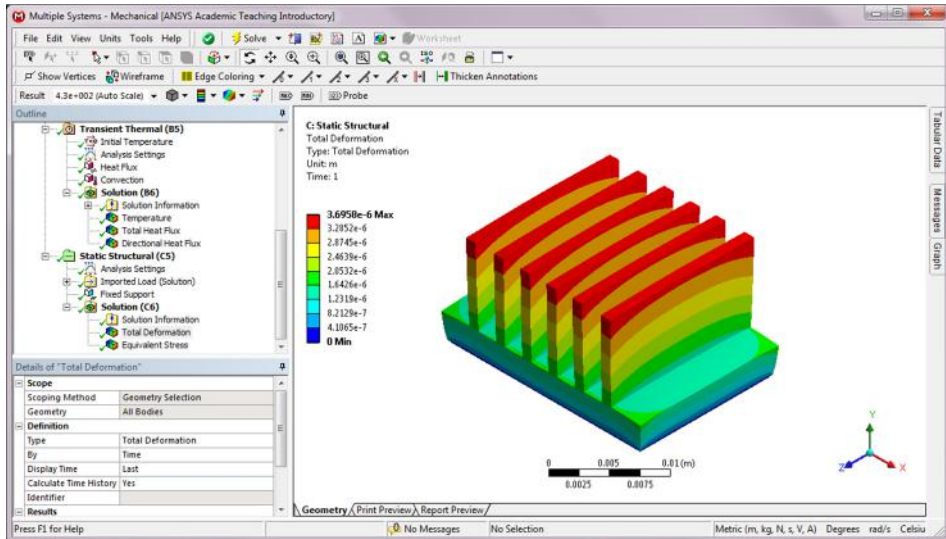 Multiple Systems - Mechanical [ANSYS Academic Teaching Introductory]
File Edit View Units Tools Help Solve Worksheet
Show Vertices Wireframe Edge Coloring Thicken Annotations
Result 4.3e+002 (Auto Scale) Probe
Outline
Transient Thermal (B5)
Initial Temperature
Analysis Settings
Heat Flux
Convection
Solution (B6)
Solution Information
Temperature
Total Heat Flux
Directional Heat Flux
Static Structural (C5)
Analysis Settings
Imported Load (Solution)
Fixed Support
Solution (C6)
Solution Information
Total Deformation
Equivalent Stress
Details of "Total Deformation"
Scope
Scoping Method Geometry Selection
Geometry All Bodies
Definition
Type Total Deformation
By Time
Display Time Last
Calculate Time History Yes
Identifier
Results
C: Static Structural
Total Deformation
Type: Total Deformation
Unit: m
Time: 1
3.6958e-6 Max
3.2852e-6
2.8745e-6
2.4639e-6
2.0532e-6
1.6426e-6
1.2319e-6
8.2129e-7
4.1065e-7
0 Min
0 0.005 0.01 (m)
0.0025 0.0075
Y
Z X
Tabular Data
Messages
Graph
Geometry Print Preview Report Preview
Press F1 for Help 0 No Messages No Selection Metric (m, kg, N, s, V, A) Degrees rad/s Celsiu